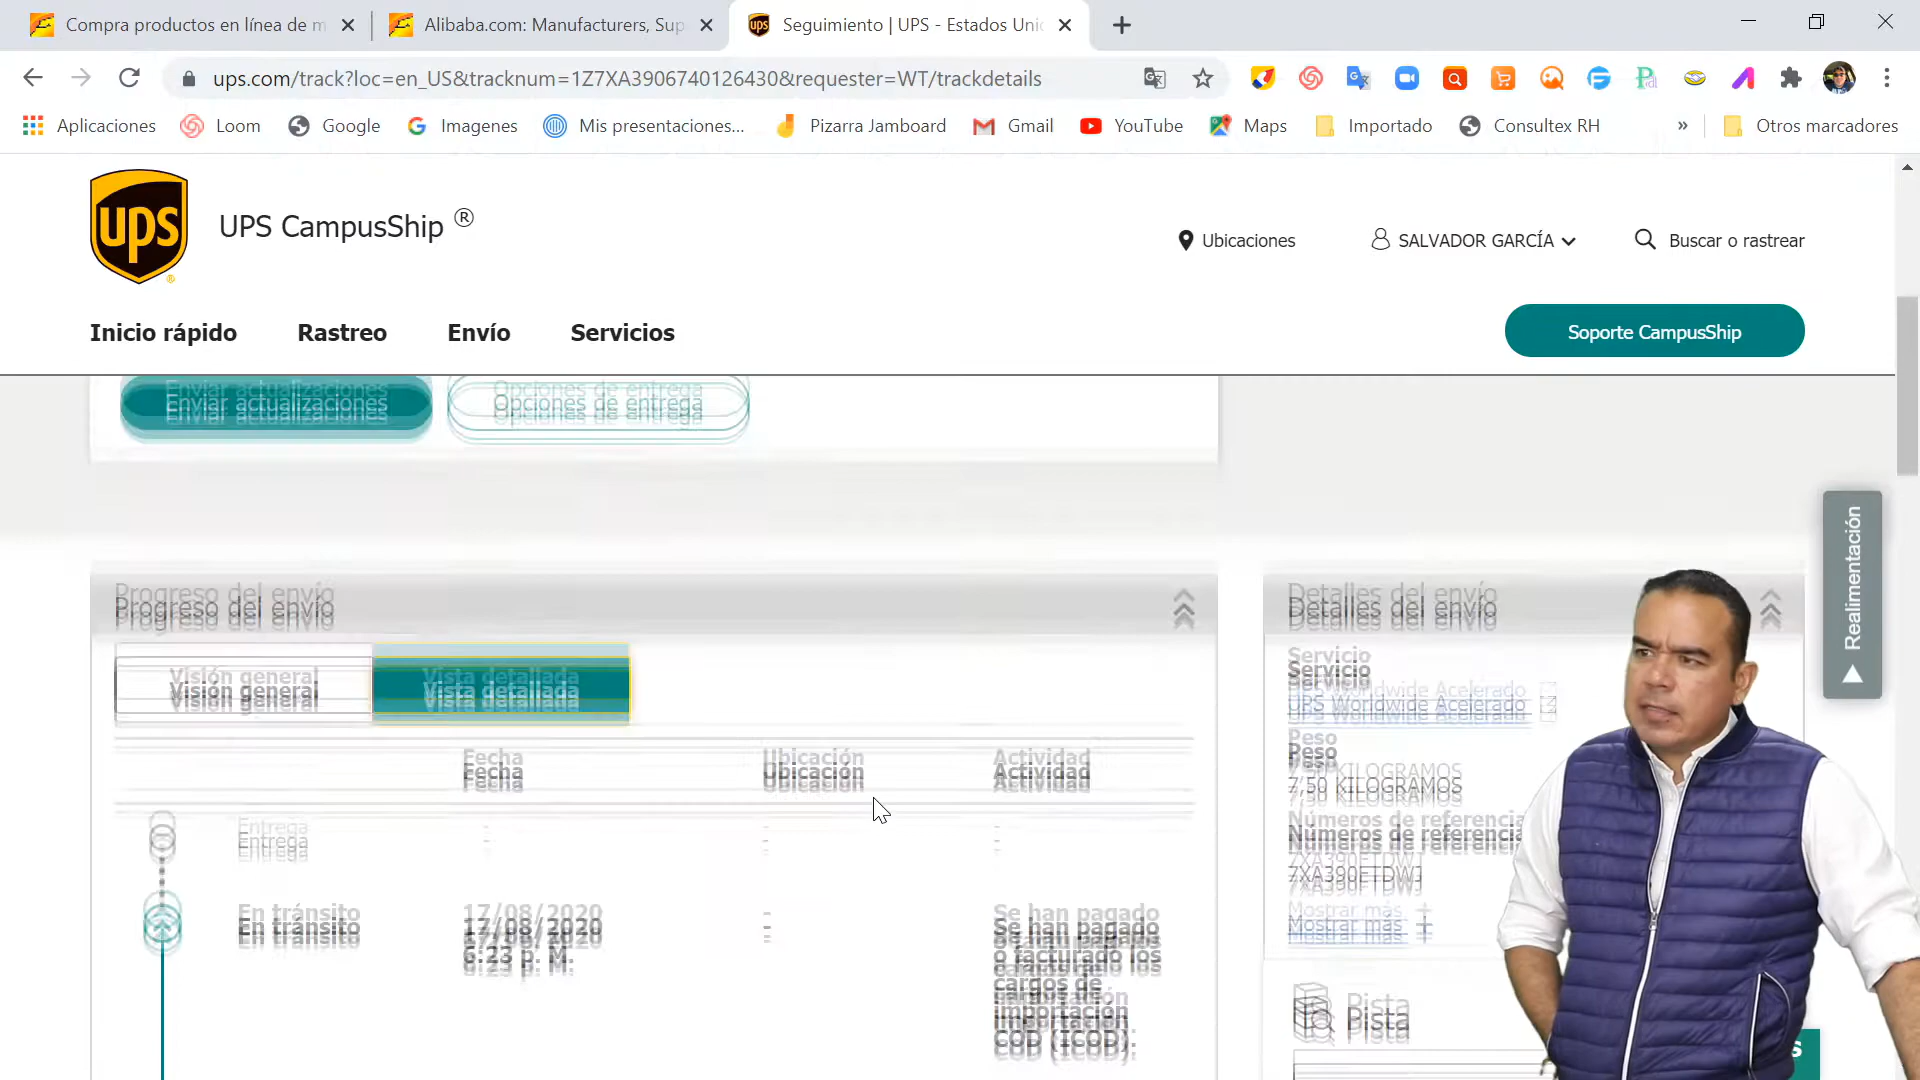 Compra productos en línea de m
Alibaba.com: Manufacturers, Sup
Seguimiento | UPS - Estados Unid
ups.com/track?loc=en_US&tracknum=1Z7XA3906740126430&requester=WT/trackdetails
Aplicaciones
Loom
Google
Imagenes
Mis presentaciones...
Pizarra Jamboard
Gmail
YouTube
Maps
Importado
Consultex RH
»
Otros marcadores
ups
UPS CampusShip ®
Ubicaciones
SALVADOR GARCÍA
Buscar o rastrear
Inicio rápido
Rastreo
Envío
Servicios
Soporte CampusShip
Enviar actualizaciones
Opciones de entrega
Realimentación
Progreso del envío
Detalles del envío
Visión general
Vista detallada
Servicio
UPS Worldwide Acelerado
Peso
7,50 KILOGRAMOS
Números de referencia
7XA390FTDWJ
Mostrar más +
Fecha
Ubicación
Actividad
Entrega
En tránsito
17/08/2020
6:23 p. M.
Se han pagado
o facturado los
cargos de
importación
COD (ICOD).
Pista